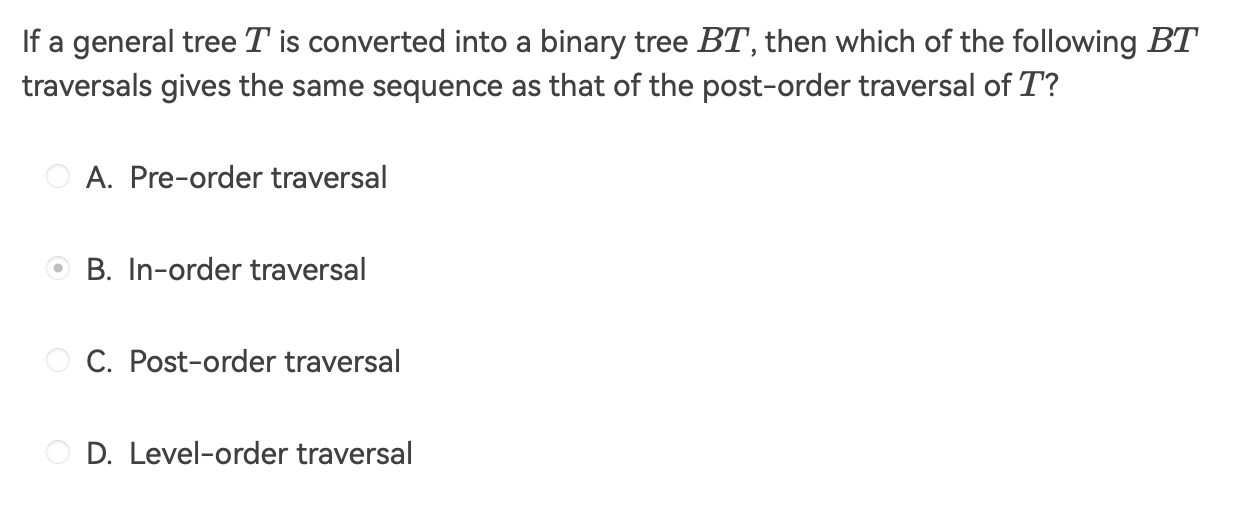 If a general tree T is converted into a binary tree BT, then which of the following BT
traversals gives the same sequence as that of the post-order traversal of T?
A. Pre-order traversal
B. In-order traversal
C. Post-order traversal
D. Level-order traversal